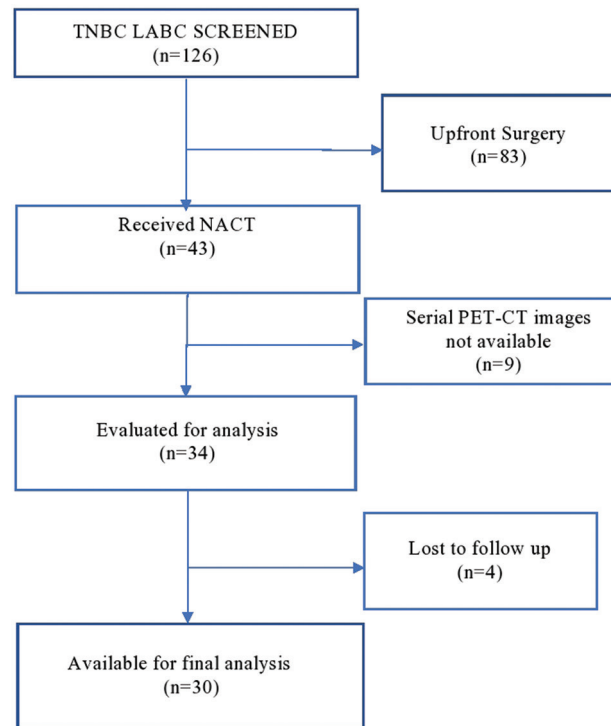 TNBC LABC SCREENED
(n=126)
Upfront Surgery
(n=83)
Received NACT
(n=43)
Serial PET-CT images
not available
(n=9)
Evaluated for analysis
(n=34)
Lost to follow up
(n=4)
Available for final analysis
(n=30)